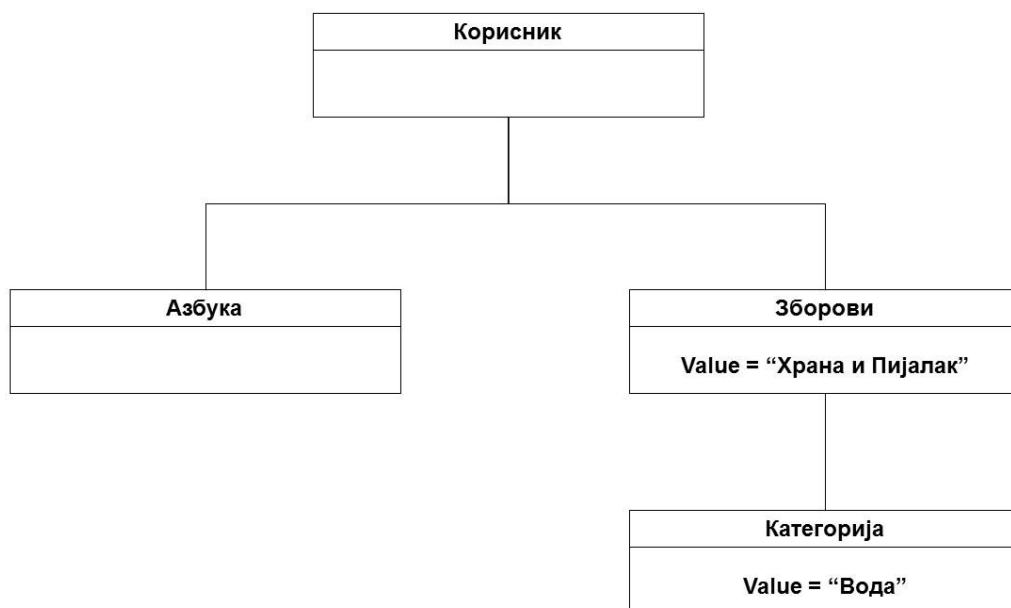 Корисник
Азбука
Зборови
Value = “Храна и Пијалак”
Категорија
Value = “Вода”